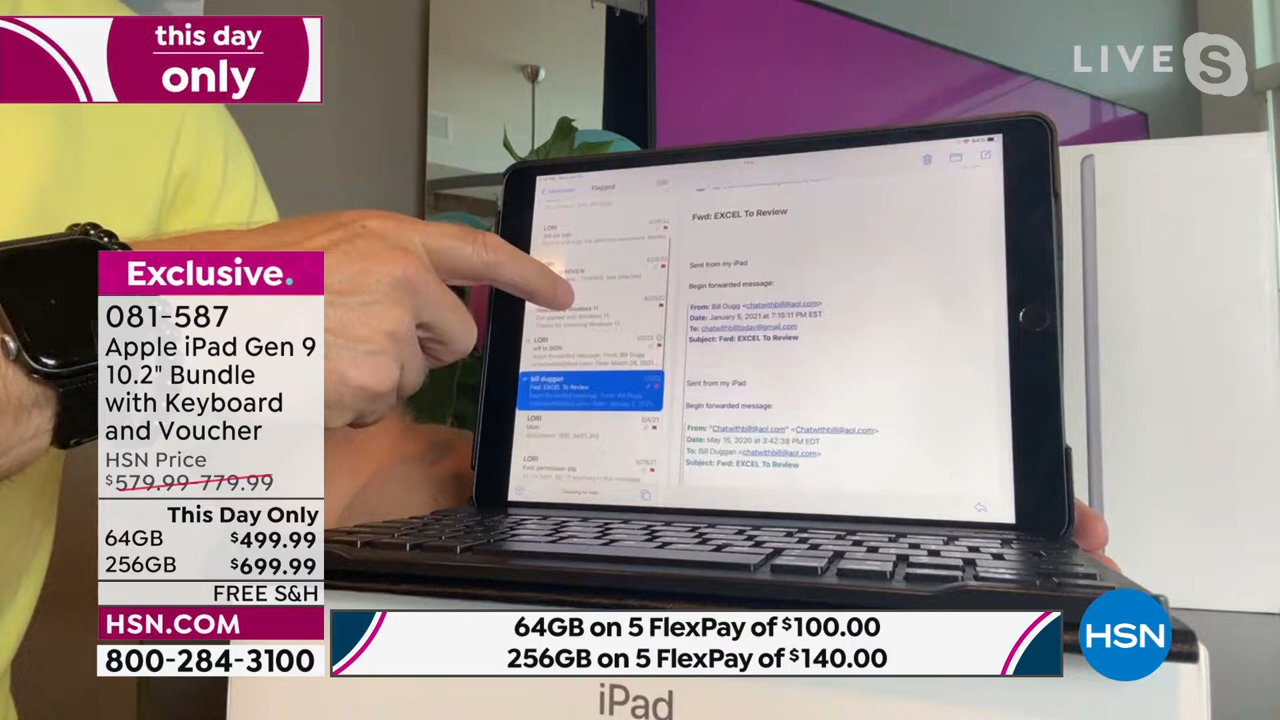 this day
only
LIVE S
Exclusive.
081-587
Apple iPad Gen 9
10.2" Bundle
with Keyboard
and Voucher
HSN Price
$579.99-779.99
This Day Only
64GB $499.99
256GB $699.99
FREE S&H
HSN.COM
800-284-3100
64GB on 5 FlexPay of $100.00
256GB on 5 FlexPay of $140.00
HSN
iPad
Flagged
LORI
LORI
bill duggan
Fwd: EXCEL To Review
LORI
LORI
Fwd: EXCEL To Review
Sent from my iPad
Begin forwarded message:
From: Bill Dugg <chatwithbill@aol.com>
Date: January 5, 2021 at 7:15:11 PM EST
To: chatwithbilltoday@gmail.com
Subject: Fwd: EXCEL To Review
Sent from my iPad
Begin forwarded message:
From: "Chatwithbill@aol.com" <Chatwithbill@aol.com>
Date: May 15, 2020 at 3:42:38 PM EDT
To: Bill Duggan <chatwithbill@aol.com>
Subject: Fwd: EXCEL To Review